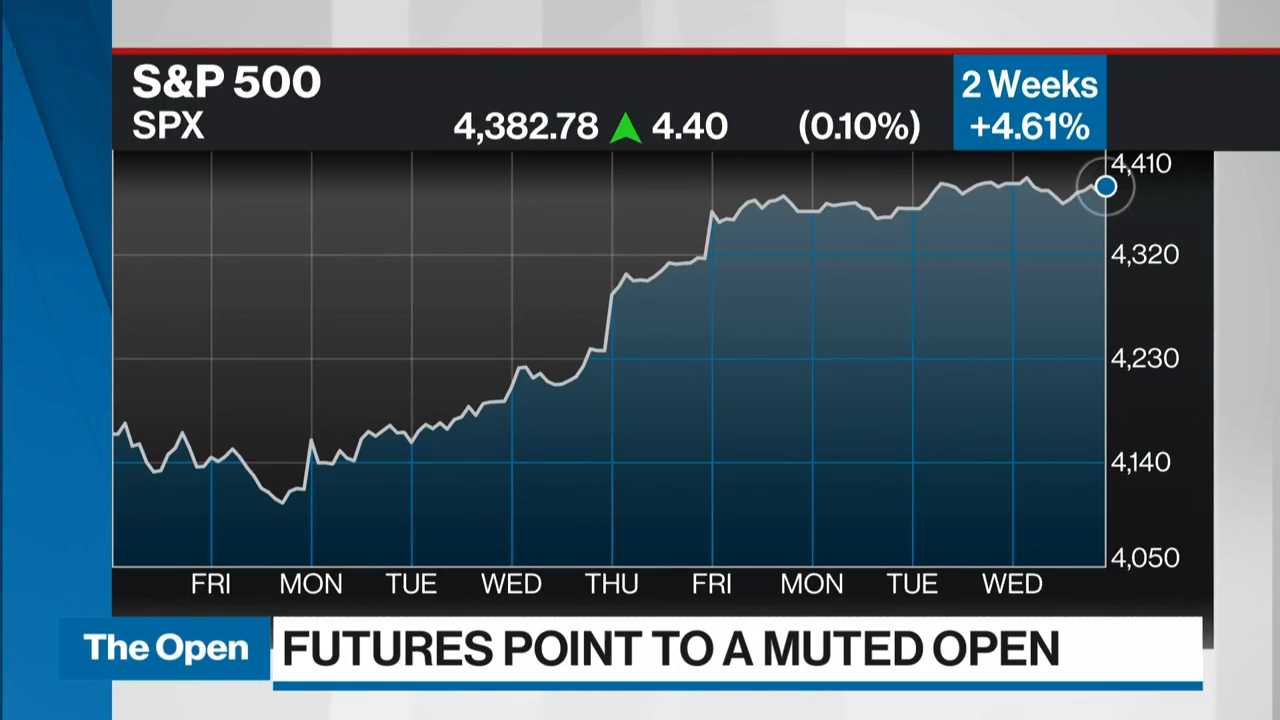 S&P 500
SPX
4,382.78 ▲ 4.40 (0.10%)
2 Weeks
+4.61%
4,410
4,320
4,230
4,140
4,050
FRI MON TUE WED THU FRI MON TUE WED
The Open
FUTURES POINT TO A MUTED OPEN